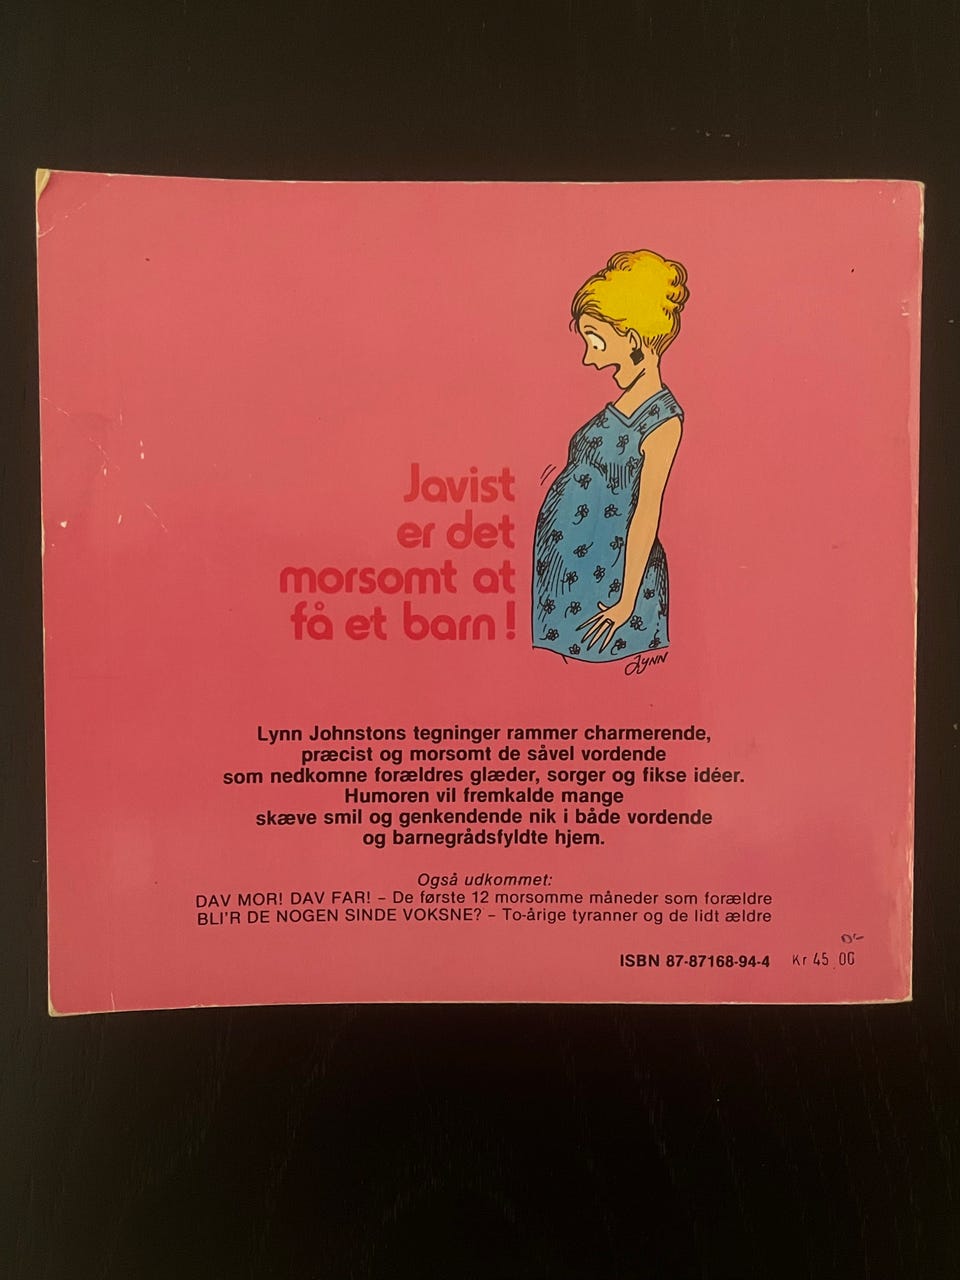 Javist
er det
morsomt at
få et barn!
Lynn
Lynn Johnstons tegninger rammer charmerende,
præcist og morsomt de såvel vordende
som nedkomne forældres glæder, sorger og fikse idéer.
Humoren vil fremkalde mange
skæve smil og genkendende nik i både vordende
og barnegrådsfyldte hjem.
Også udkommet:
DAV MOR! DAV FAR! – De første 12 morsomme måneder som forældre
BLI'R DE NOGEN SINDE VOKSNE? – To-årige tyranner og de lidt ældre
ISBN 87-87168-94-4 Kr 45.00